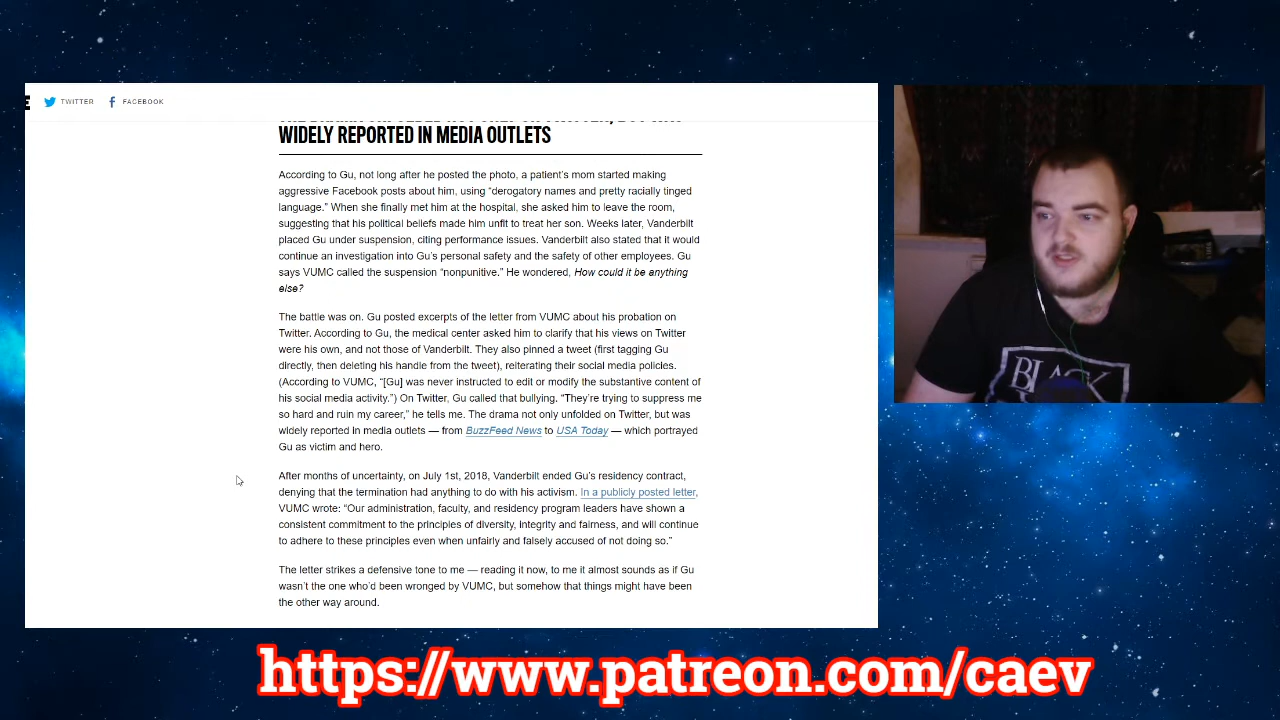 E TWITTER FACEBOOK
WIDELY REPORTED IN MEDIA OUTLETS
According to Gu, not long after he posted the photo, a patient's mom started making
aggressive Facebook posts about him, using “derogatory names and pretty racially tinged
language.” When she finally met him at the hospital, she asked him to leave the room,
suggesting that his political beliefs made him unfit to treat her son. Weeks later, Vanderbilt
placed Gu under suspension, citing performance issues. Vanderbilt also stated that it would
continue an investigation into Gu's personal safety and the safety of other employees. Gu
says VUMC called the suspension “nonpunitive.” He wondered, How could it be anything
else?
The battle was on. Gu posted excerpts of the letter from VUMC about his probation on
Twitter. According to Gu, the medical center asked him to clarify that his views on Twitter
were his own, and not those of Vanderbilt. They also pinned a tweet (first tagging Gu
directly, then deleting his handle from the tweet), reiterating their social media policies.
(According to VUMC, “[Gu] was never instructed to edit or modify the substantive content of
his social media activity.”) On Twitter, Gu called that bullying. “They're trying to suppress me
so hard and ruin my career,” he tells me. The drama not only unfolded on Twitter, but was
widely reported in media outlets — from BuzzFeed News to USA Today — which portrayed
Gu as victim and hero.
After months of uncertainty, on July 1st, 2018, Vanderbilt ended Gu's residency contract,
denying that the termination had anything to do with his activism. In a publicly posted letter,
VUMC wrote: “Our administration, faculty, and residency program leaders have shown a
consistent commitment to the principles of diversity, integrity and fairness, and will continue
to adhere to these principles even when unfairly and falsely accused of not doing so.”
The letter strikes a defensive tone to me — reading it now, to me it almost sounds as if Gu
wasn't the one who'd been wronged by VUMC, but somehow that things might have been
the other way around.
BLACK
https://www.patreon.com/caev